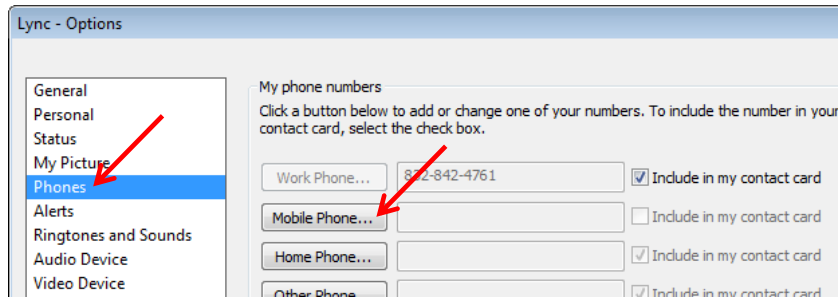 Lync - Options
General
Personal
Status
My Picture
Phones
Alerts
Ringtones and Sounds
Audio Device
Video Device
My phone numbers
Click a button below to add or change one of your numbers. To include the number in your
contact card, select the check box.
Work Phone... 832-842-4761 Include in my contact card
Mobile Phone... Include in my contact card
Home Phone... Include in my contact card
Other Phone... Include in my contact card